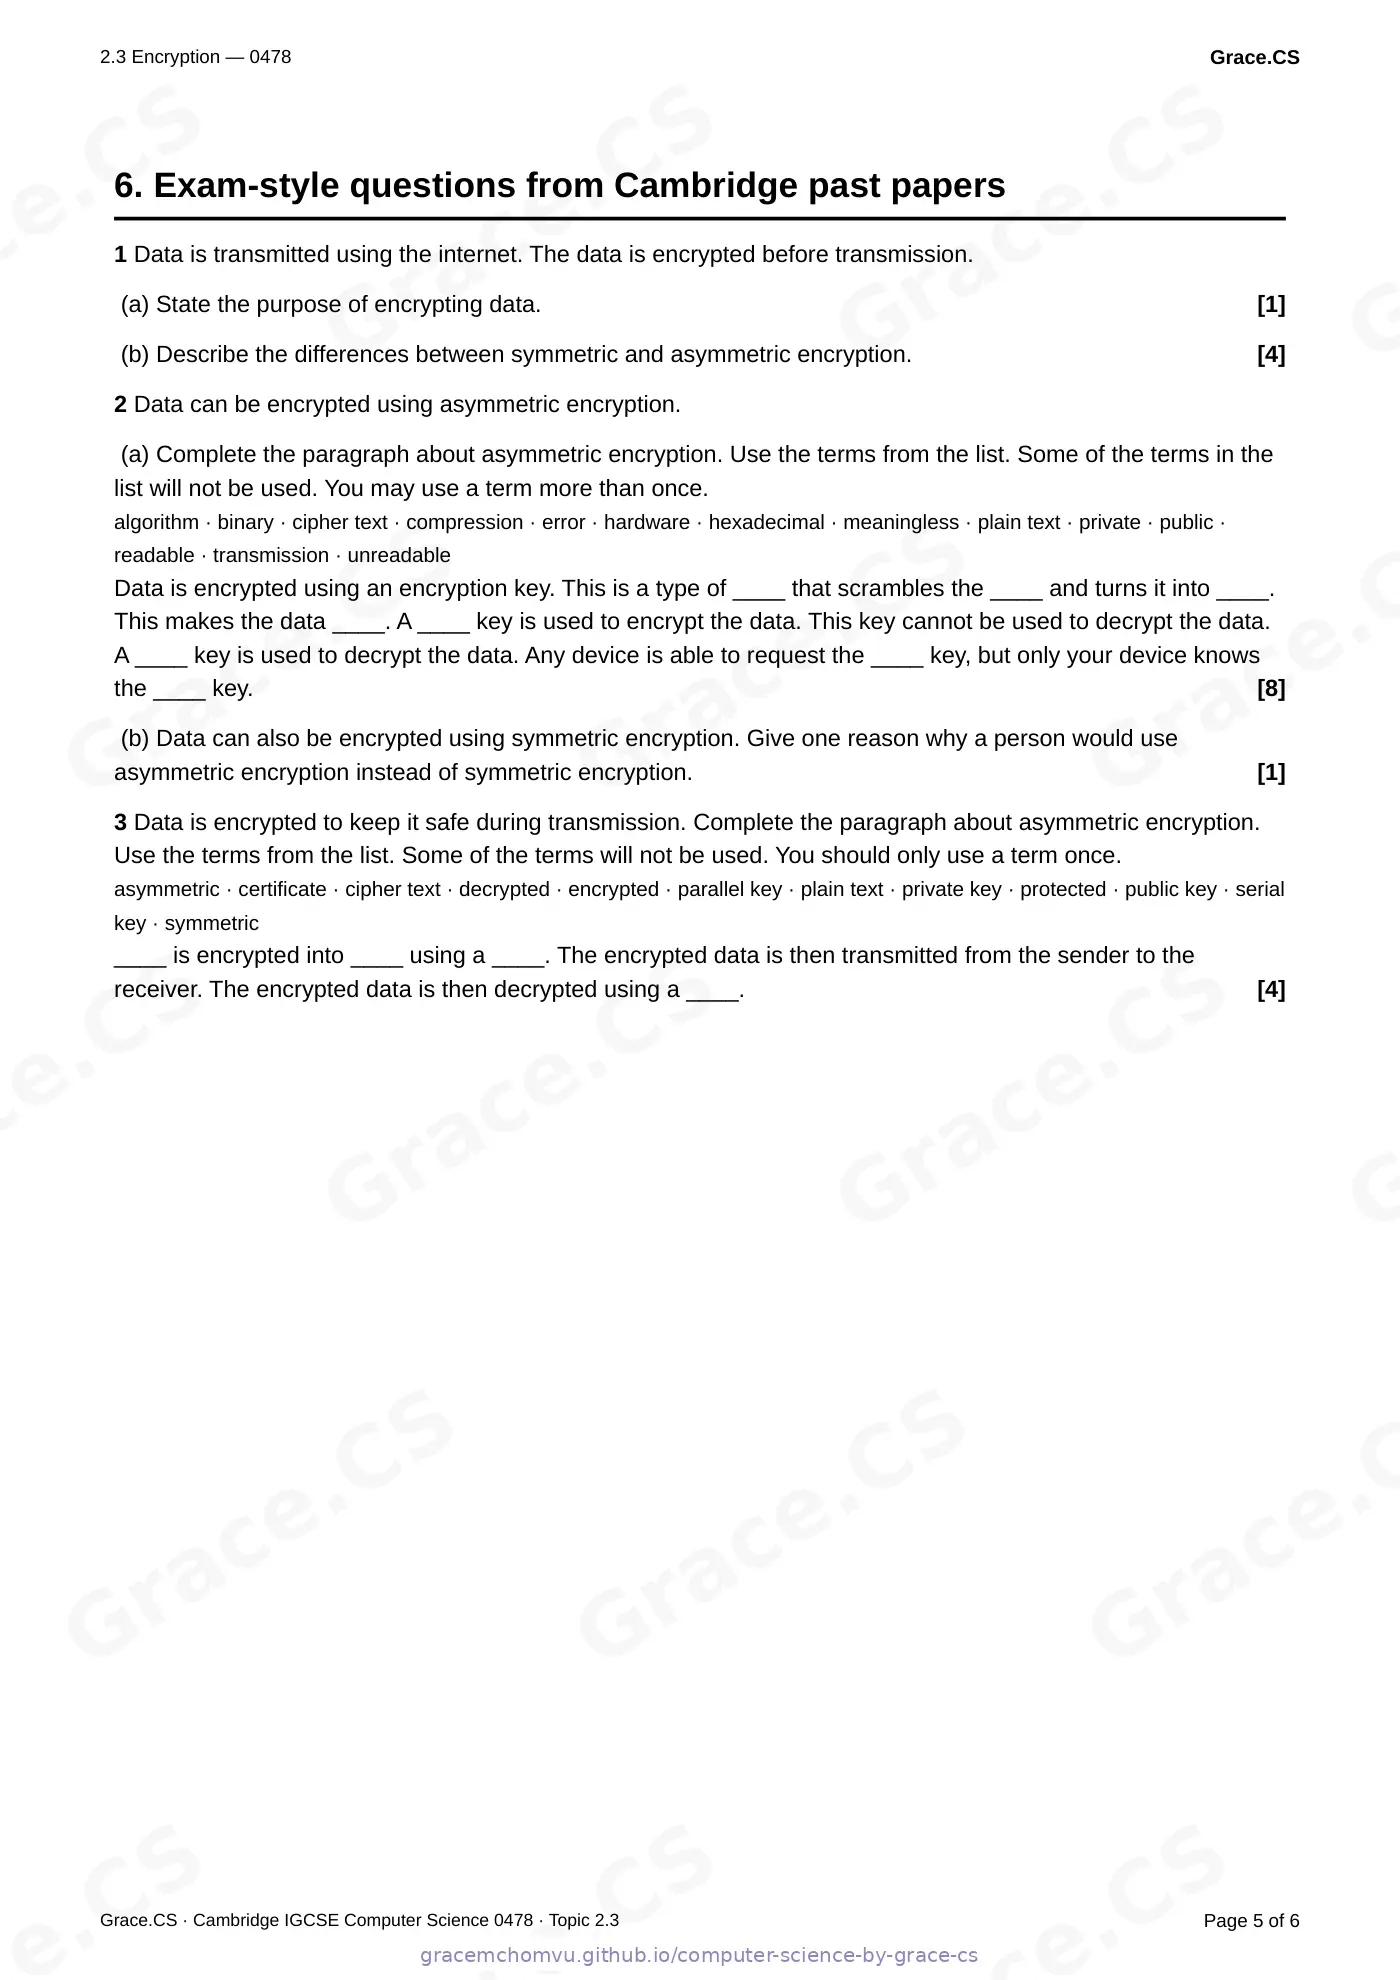 2.3 Encryption — 0478
Grace.CS
6. Exam-style questions from Cambridge past papers
1 Data is transmitted using the internet. The data is encrypted before transmission.
(a) State the purpose of encrypting data. [1]
(b) Describe the differences between symmetric and asymmetric encryption. [4]
2 Data can be encrypted using asymmetric encryption.
(a) Complete the paragraph about asymmetric encryption. Use the terms from the list. Some of the terms in the
list will not be used. You may use a term more than once.
algorithm · binary · cipher text · compression · error · hardware · hexadecimal · meaningless · plain text · private · public ·
readable · transmission · unreadable
Data is encrypted using an encryption key. This is a type of ____ that scrambles the ____ and turns it into ____.
This makes the data ____. A ____ key is used to encrypt the data. This key cannot be used to decrypt the data.
A ____ key is used to decrypt the data. Any device is able to request the ____ key, but only your device knows
the ____ key. [8]
(b) Data can also be encrypted using symmetric encryption. Give one reason why a person would use
asymmetric encryption instead of symmetric encryption. [1]
3 Data is encrypted to keep it safe during transmission. Complete the paragraph about asymmetric encryption.
Use the terms from the list. Some of the terms will not be used. You should only use a term once.
asymmetric · certificate · cipher text · decrypted · encrypted · parallel key · plain text · private key · protected · public key · serial
key · symmetric
____ is encrypted into ____ using a ____. The encrypted data is then transmitted from the sender to the
receiver. The encrypted data is then decrypted using a ____. [4]
Grace.CS · Cambridge IGCSE Computer Science 0478 · Topic 2.3
Page 5 of 6
gracemchomvu.github.io/computer-science-by-grace-cs